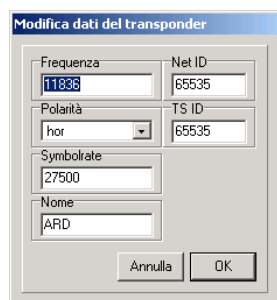 Modifica dati del transponder
Frequenza
11836
Net ID
65535
Polarità
hor
TS ID
65535
Symbolrate
27500
Nome
ARD
Annulla
OK